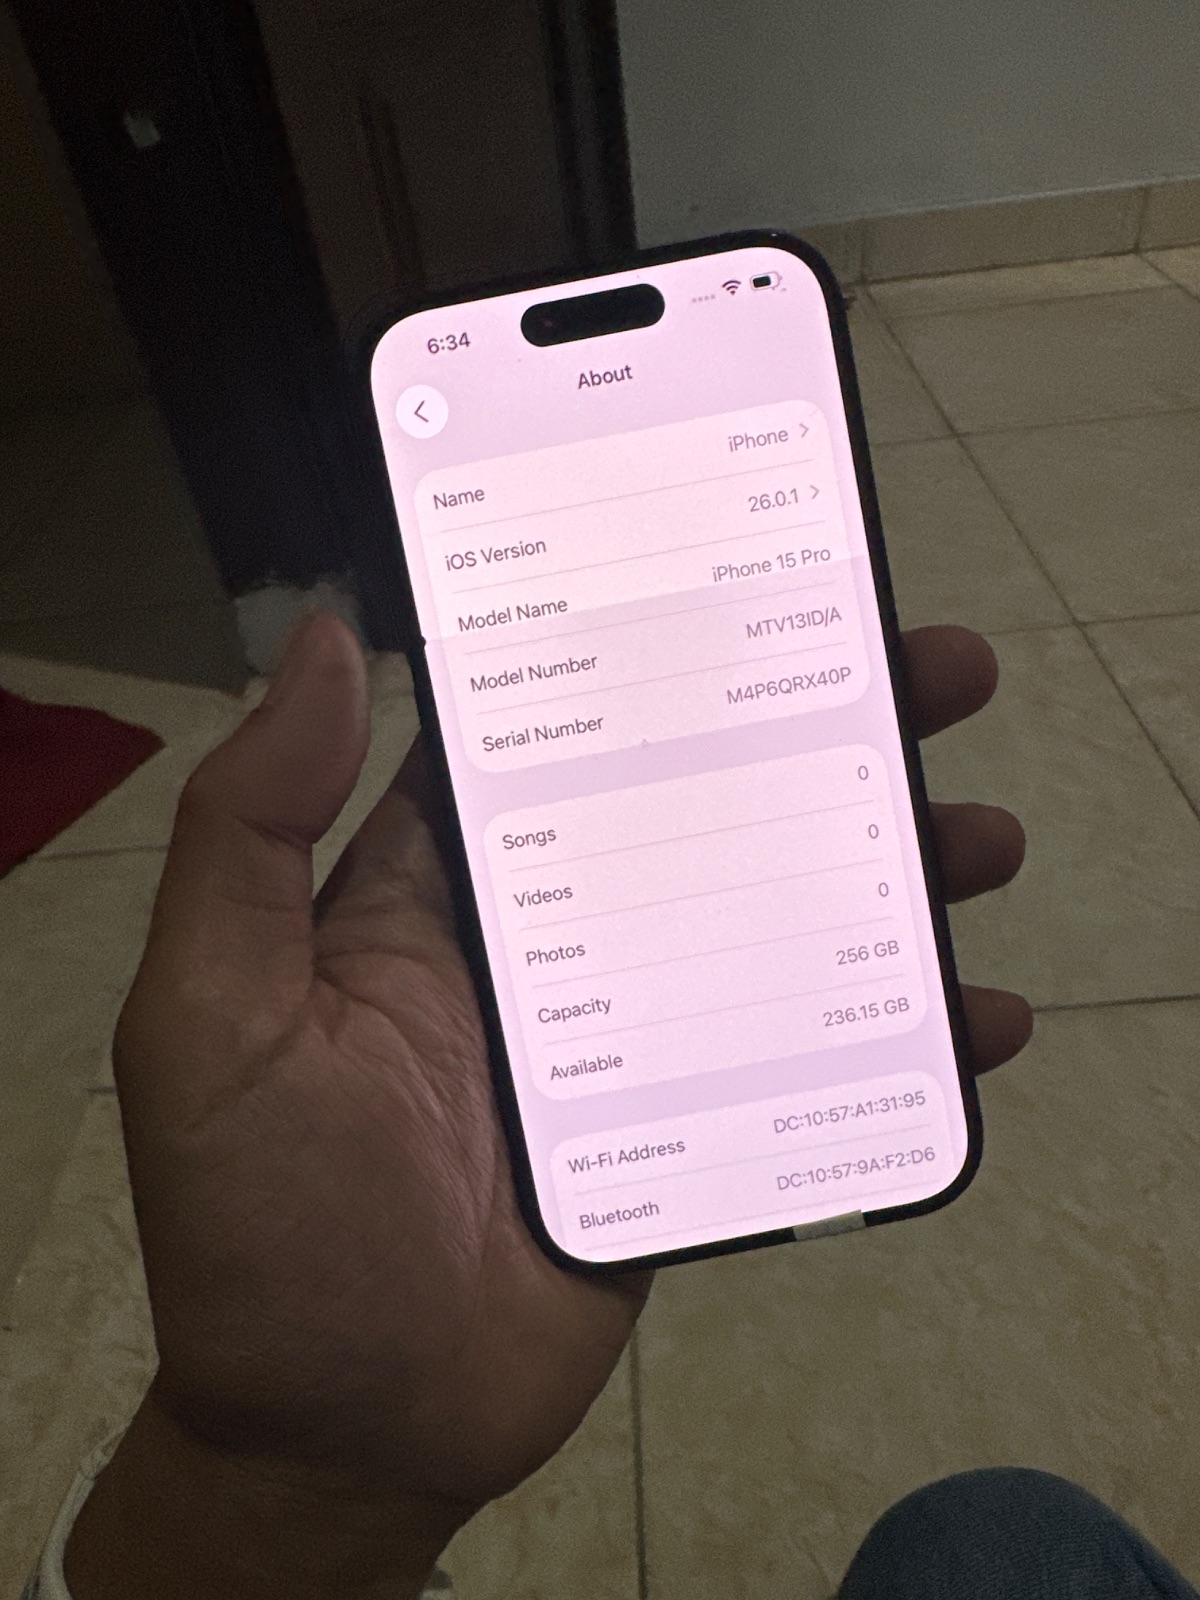 6:34
About
Name iPhone
iOS Version 26.0.1
Model Name iPhone 15 Pro
Model Number MTV13ID/A
Serial Number M4P6QRX40P
Songs 0
Videos 0
Photos 0
Capacity 256 GB
Available 236.15 GB
Wi-Fi Address DC:10:57:A1:31:95
Bluetooth DC:10:57:9A:F2:D6